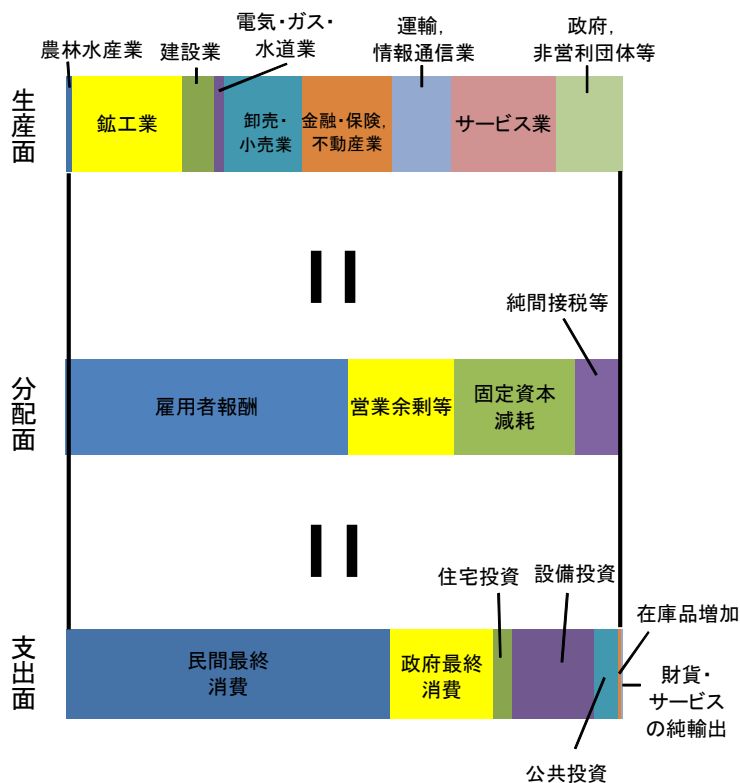 農林水産業
建設業
電気・ガス・
水道業
運輸，
情報通信業
政府，
非営利団体等
生産面
鉱工業
卸売・
小売業
金融・保険，
不動産業
サービス業
純間接税等
分配面
雇用者報酬
営業余剰等
固定資本
減耗
住宅投資
設備投資
在庫品増加
支出面
民間最終
消費
政府最終
消費
財貨・
サービス
の純輸出
公共投資